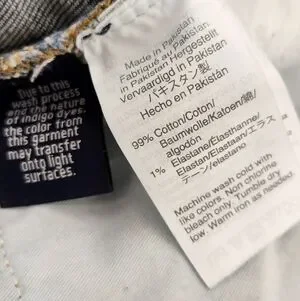 Due to this
wash process
and the nature
of indigo dyes,
the color from
this garment
may transfer
onto light
surfaces.
Made in Pakistan
Fabriqué au Pakistan
in Pakistan Hergestellt
Vervaardigd in Pakistan
パキスタン製
Hecho en Pakistán
99% Cotton/Coton/
Baumwolle/Katoen/綿/
algodón
1% Elastane/Élasthanne/
Elastan/Elastaan/エラス
テーン/elastano
Machine wash cold with
like colors. Non chlorine
bleach only. Tumble dry
low. Warm iron as needed.